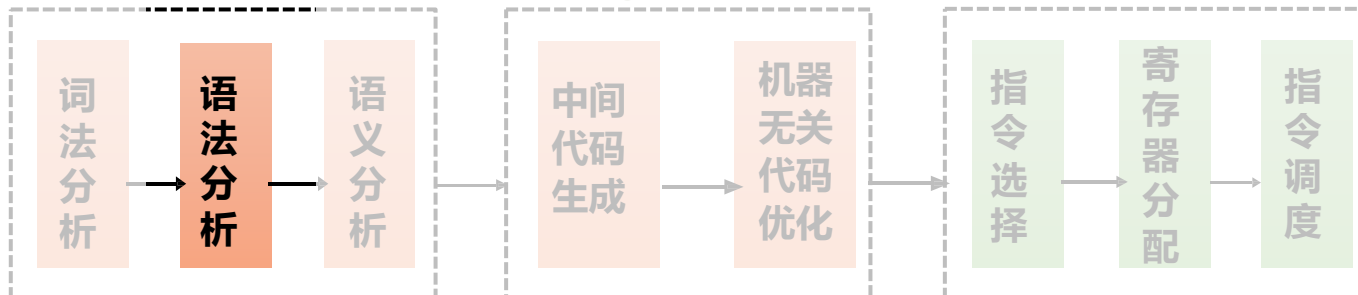 词法分析
语法分析
语义分析
中间
代码
生成
机器
无关
代码
优化
指令选择
寄存器分配
指令调度